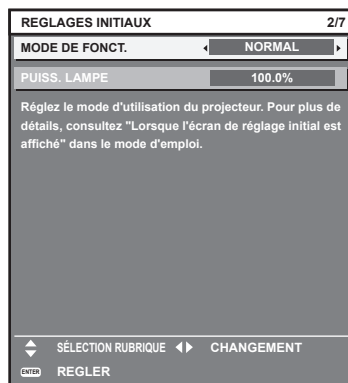 REGLAGES INITIAUX 2/7
MODE DE FONCT. NORMAL
PUISS. LAMPE 100.0%
Réglez le mode d'utilisation du projecteur. Pour plus de
détails, consultez "Lorsque l'écran de réglage initial est
affiché" dans le mode d'emploi.
SÉLECTION RUBRIQUE CHANGEMENT
ENTER REGLER